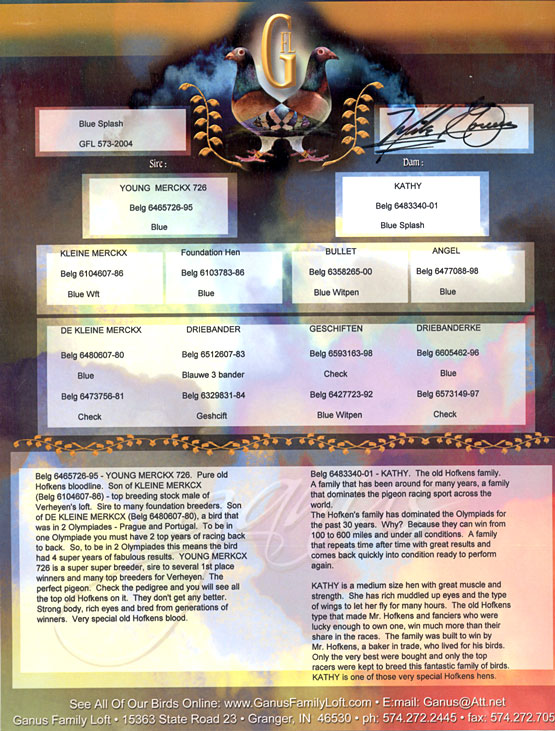 GFL
Blue Splash
GFL 573-2004
Sire :
Dam :
YOUNG MERCKX 726
Belg 6465726-95
Blue
KATHY
Belg 6483340-01
Blue Splash
KLEINE MERCKX
Belg 6104607-86
Blue Wft
Foundation Hen
Belg 6103783-86
Blue
BULLET
Belg 6358265-00
Blue Witpen
ANGEL
Belg 6477088-98
Blue
DE KLEINE MERCKX
Belg 6480607-80
Blue
Belg 6473756-81
Check
DRIEBANDER
Belg 6512607-83
Blauwe 3 bander
Belg 6329831-84
Geshcift
GESCHIFTEN
Belg 6593163-98
Check
Belg 6427723-92
Blue Witpen
DRIEBANDERKE
Belg 6605462-96
Blue
Belg 6573149-97
Check
Belg 6465726-95 - YOUNG MERCKX 726. Pure old
Hofkens bloodline. Son of KLEINE MERKCX
(Belg 6104607-86) - top breeding stock male of
Verheyen's loft. Sire to many foundation breeders. Son
of DE KLEINE MERCKX (Belg 6480607-80), a bird that
was in 2 Olympiades - Prague and Portugal. To be in
one Olympiade you must have 2 top years of racing back
to back. So, to be in 2 Olympiades this means the bird
had 4 super years of fabulous results. YOUNG MERCKX
726 is a super super breeder, sire to several 1st place
winners and many top breeders for Verheyen. The
perfect pigeon. Check the pedigree and you will see all
the top old Hofkens on it. They don't get any better.
Strong body, rich eyes and bred from generations of
winners. Very special old Hofkens blood.
Belg 6483340-01 - KATHY. The old Hofkens family.
A family that has been around for many years, a family
that dominates the pigeon racing sport across the
world.
The Hofken's family has dominated the Olympiads for
the past 30 years. Why? Because they can win from
100 to 600 miles and under all conditions. A family
that repeats time after time with great results and
comes back quickly into condition ready to perform
again.
KATHY is a medium size hen with great muscle and
strength. She has rich muddled up eyes and the type
of wings to let her fly for many hours. The old Hofkens
type that made Mr. Hofkens and fanciers who were
lucky enough to own one, win much more than their
share in the races. The family was built to win by
Mr. Hofkens, a baker in trade, who lived for his birds.
Only the very best were bought and only the top
racers were kept to breed this fantastic family of birds.
KATHY is one of those very special Hofkens hens.
See All Of Our Birds Online: www.GanusFamilyLoft.com • E-mail: Ganus@Att.net
Ganus Family Loft • 15363 State Road 23 • Granger, IN 46530 • ph: 574.272.2445 • fax: 574.272.705